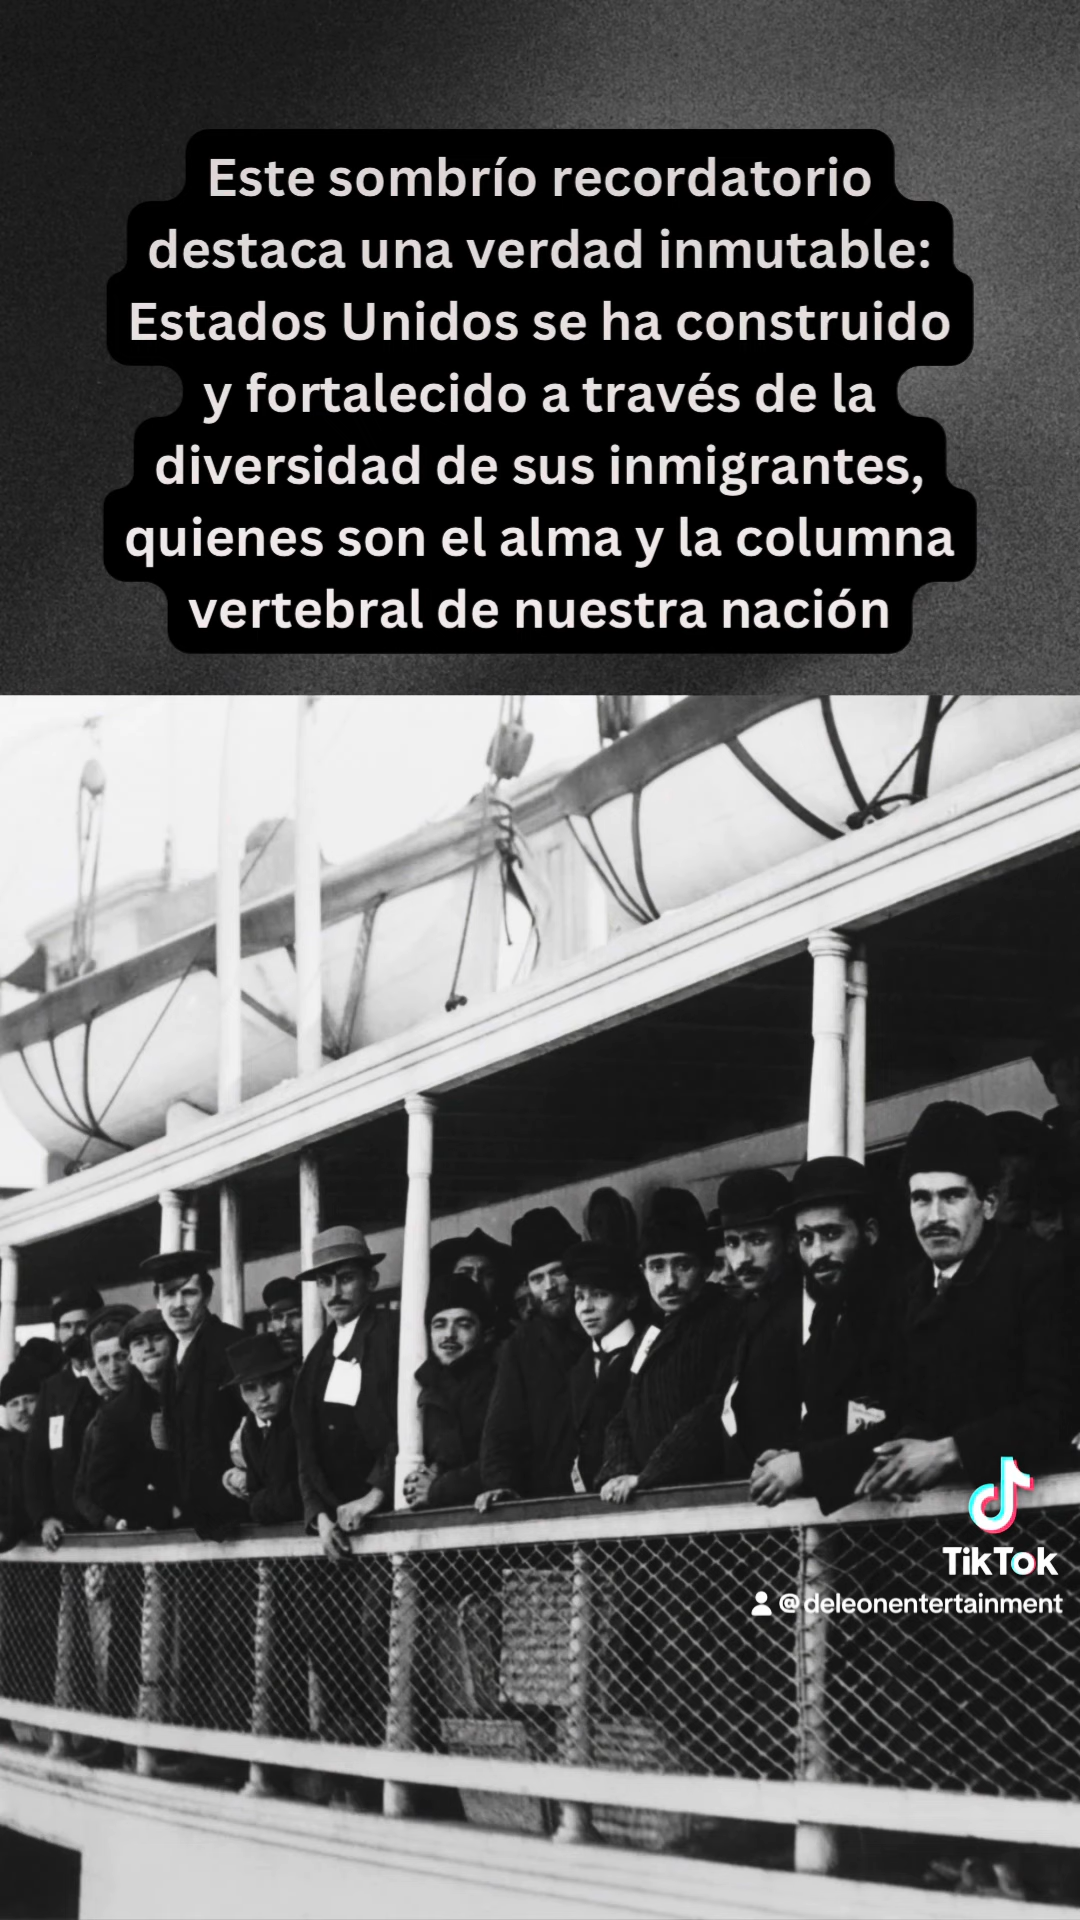 Este sombrío recordatorio
destaca una verdad inmutable:
Estados Unidos se ha construido
y fortalecido a través de la
diversidad de sus inmigrantes,
quienes son el alma y la columna
vertebral de nuestra nación
TikTok
@deleonentertainment